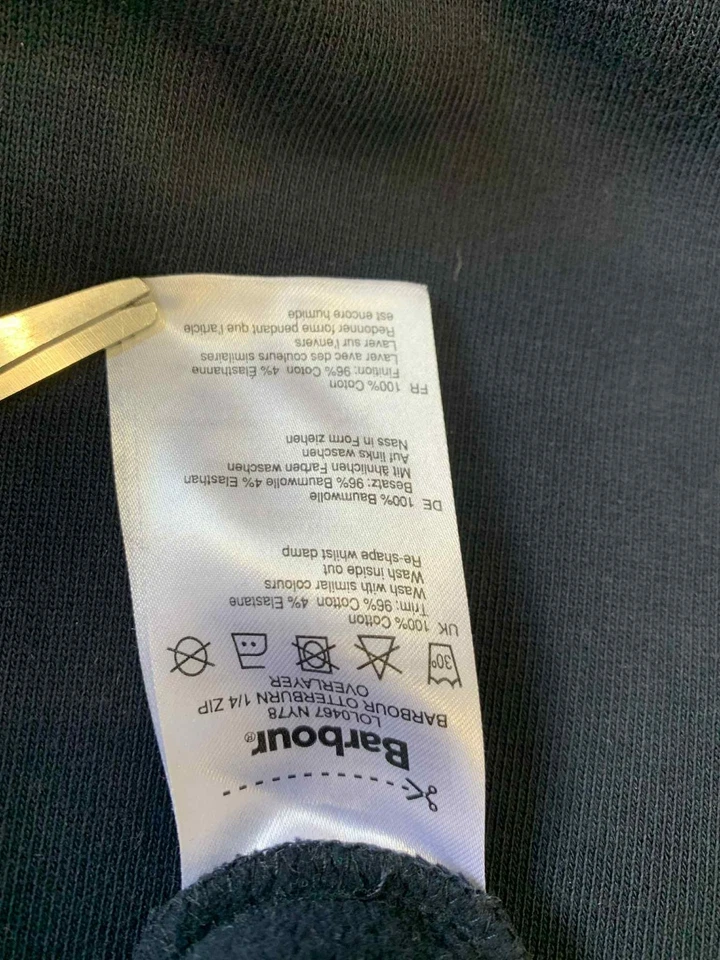 Barbour®
LOL0467 NY78
BARBOUR OTTERBURN 1/4 ZIP
OVERLAYER
30°
UK 100% Cotton
Trim: 96% Cotton 4% Elastane
Wash with similar colours
Wash inside out
Re-shape whilst damp
DE 100% Baumwolle
Besatz: 96% Baumwolle 4% Elasthan
Mit ähnlichen Farben waschen
Auf links waschen
Nass in Form ziehen
FR 100% Coton
Finition: 96% Coton 4% Élasthanne
Laver avec des couleurs similaires
Laver sur l'envers
Redonner forme pendant que l'article
est encore humide